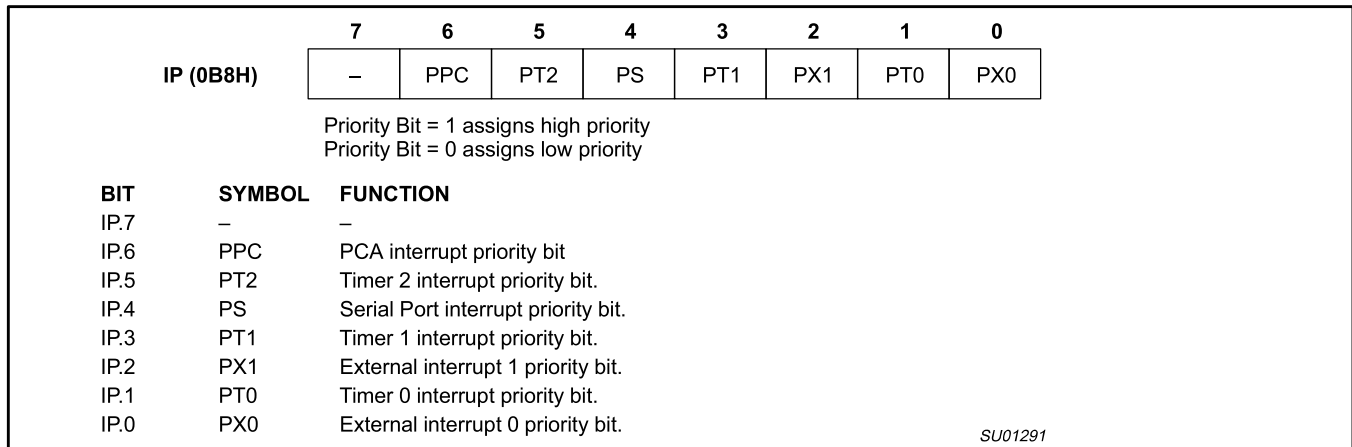 7 6 5 4 3 2 1 0
IP (0B8H) – PPC PT2 PS PT1 PX1 PT0 PX0
Priority Bit = 1 assigns high priority
Priority Bit = 0 assigns low priority
BIT SYMBOL FUNCTION
IP.7 – –
IP.6 PPC PCA interrupt priority bit
IP.5 PT2 Timer 2 interrupt priority bit.
IP.4 PS Serial Port interrupt priority bit.
IP.3 PT1 Timer 1 interrupt priority bit.
IP.2 PX1 External interrupt 1 priority bit.
IP.1 PT0 Timer 0 interrupt priority bit.
IP.0 PX0 External interrupt 0 priority bit.
SU01291